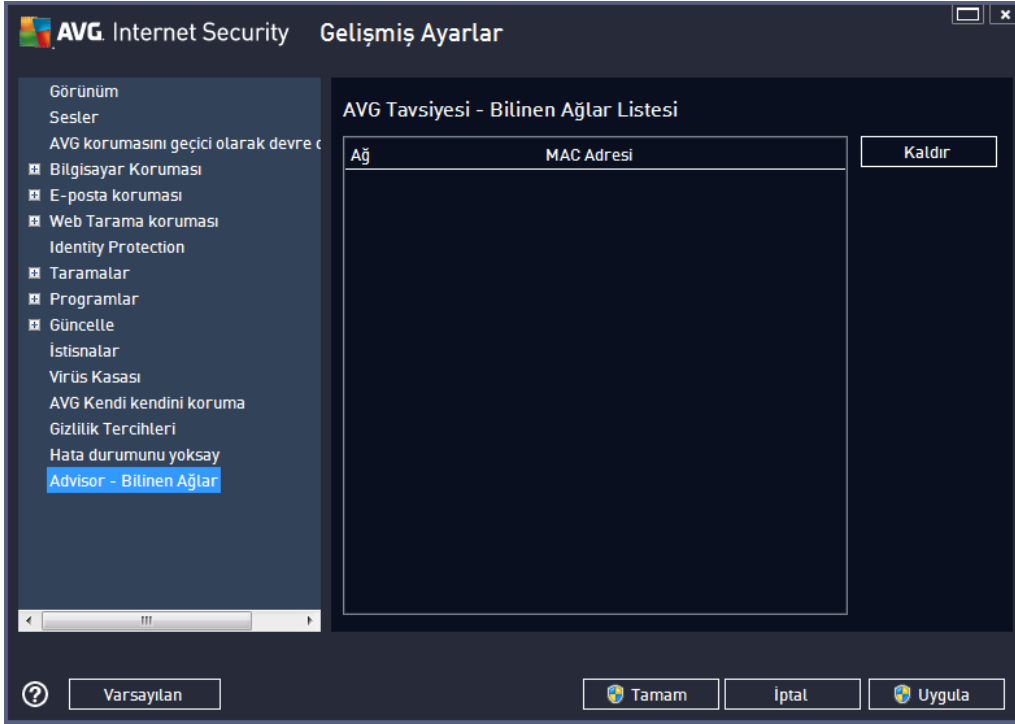 AVG. Internet Security Gelişmiş Ayarlar
Görünüm
Sesler
AVG korumasını geçici olarak devre
Bilgisayar Koruması
E-posta koruması
Web Tarama koruması
Identity Protection
Taramalar
Programlar
Güncelle
İstisnalar
Virüs Kasası
AVG Kendi kendini koruma
Gizlilik Tercihleri
Hata durumunu yoksay
Advisor - Bilinen Ağlar
AVG Tavsiyesi - Bilinen Ağlar Listesi
Ağ MAC Adresi
Kaldır
Varsayılan
Tamam
İptal
Uygula